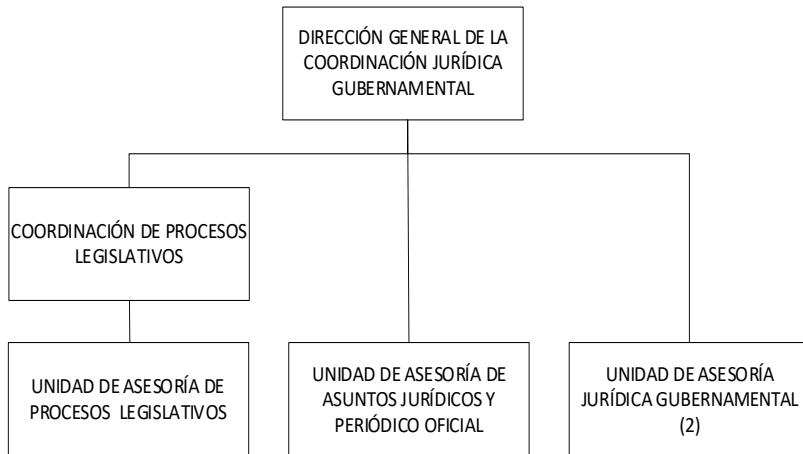 DIRECCIÓN GENERAL DE LA
COORDINACIÓN JURÍDICA
GUBERNAMENTAL
COORDINACIÓN DE PROCESOS
LEGISLATIVOS
UNIDAD DE ASESORÍA DE
PROCESOS LEGISLATIVOS
UNIDAD DE ASESORÍA DE
ASUNTOS JURÍDICOS Y
PERIÓDICO OFICIAL
UNIDAD DE ASESORÍA
JURÍDICA GUBERNAMENTAL
(2)